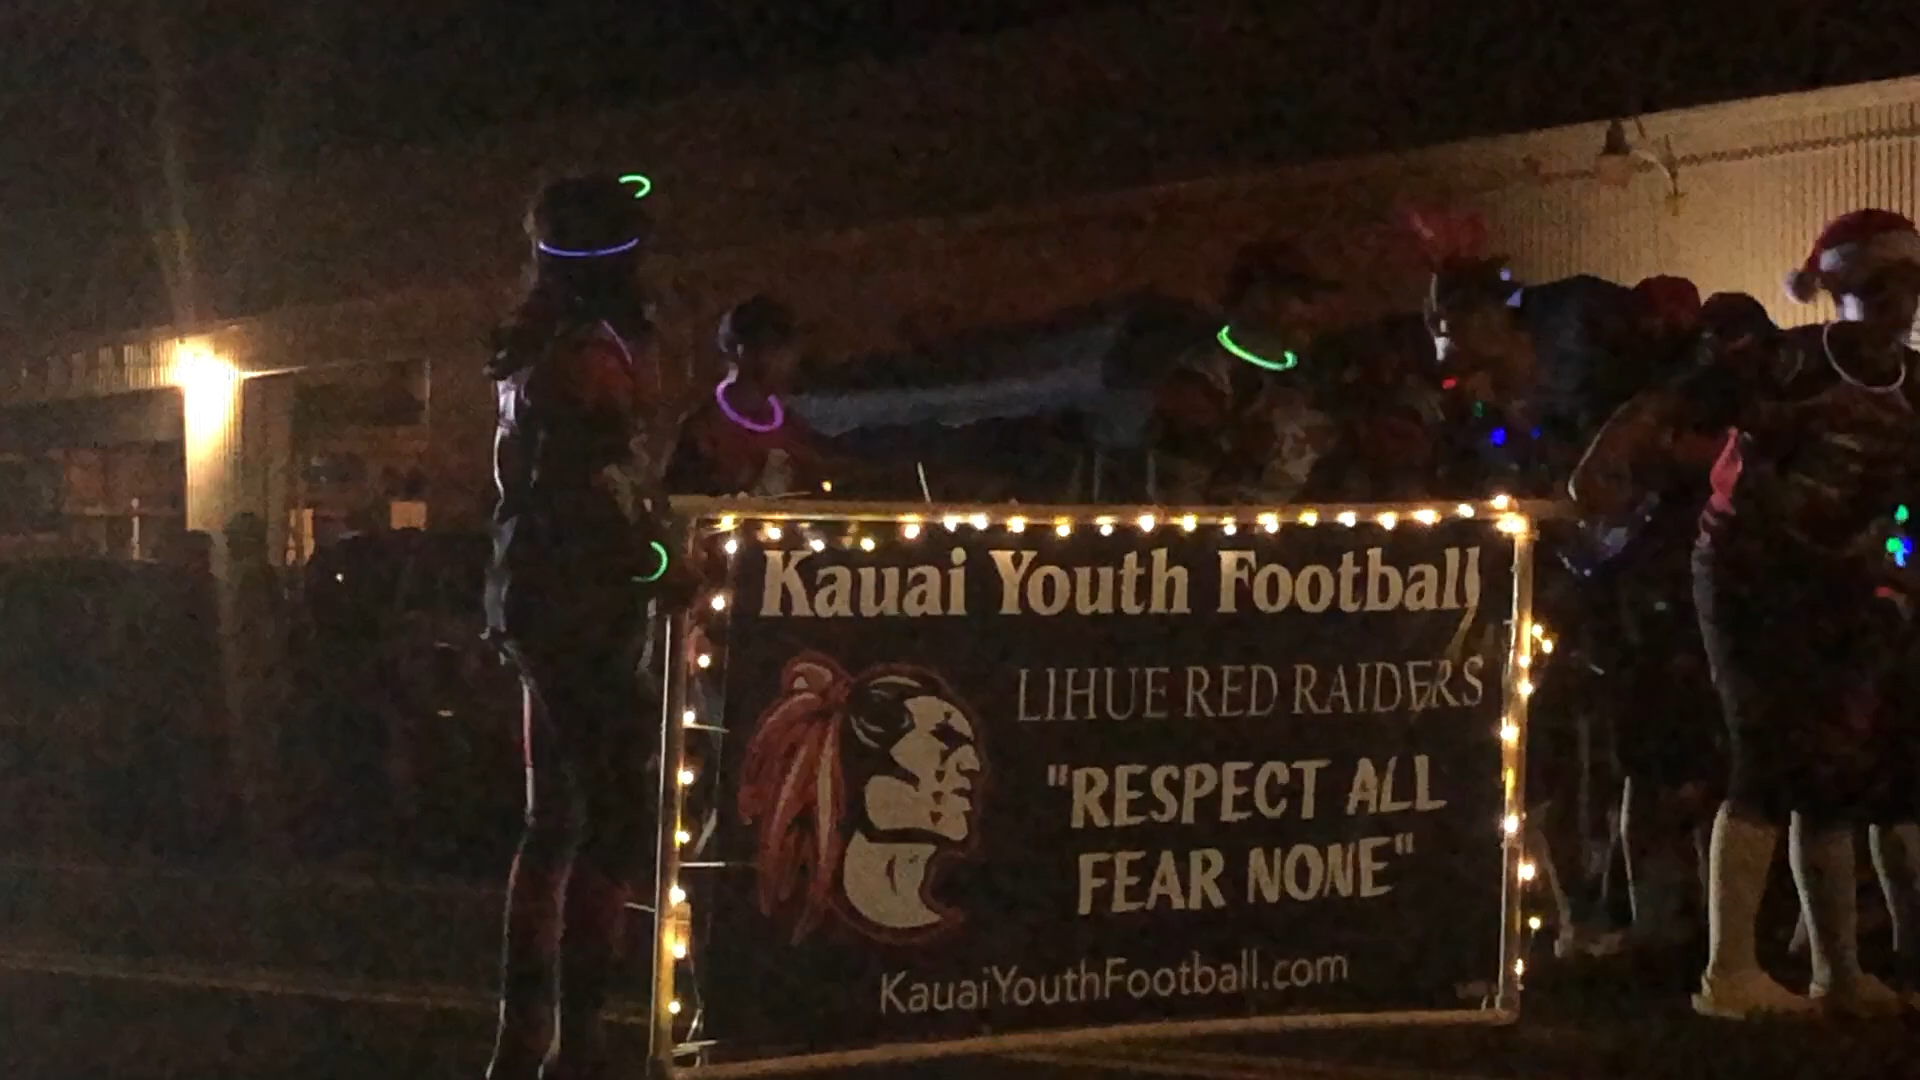 Kauai Youth Football
LIHUE RED RAIDERS
"RESPECT ALL
FEAR NONE"
KauaiYouthFootball.com